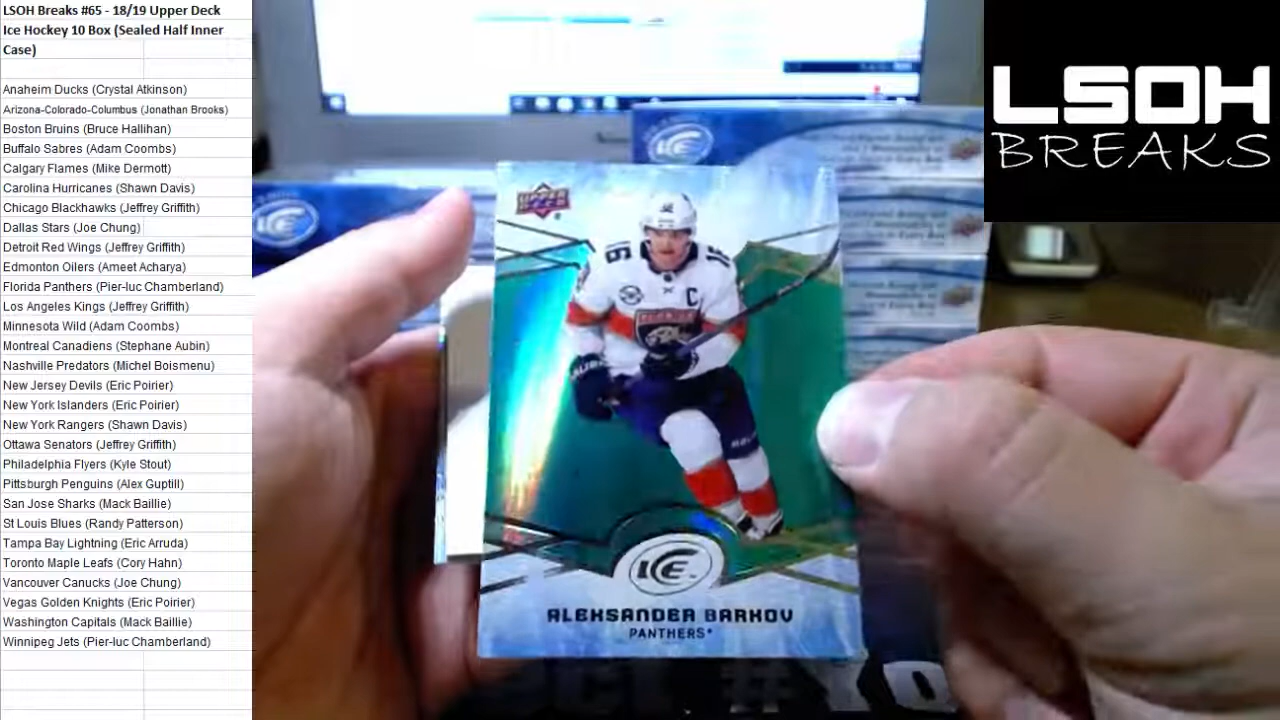 LSOH Breaks #65 - 18/19 Upper Deck
Ice Hockey 10 Box (Sealed Half Inner
Case)
Anaheim Ducks (Crystal Atkinson)
Arizona-Colorado-Columbus (Jonathan Brooks)
Boston Bruins (Bruce Hallihan)
Buffalo Sabres (Adam Coombs)
Calgary Flames (Mike Dermott)
Carolina Hurricanes (Shawn Davis)
Chicago Blackhawks (Jeffrey Griffith)
Dallas Stars (Joe Chung)
Detroit Red Wings (Jeffrey Griffith)
Edmonton Oilers (Ameet Acharya)
Florida Panthers (Pier-luc Chamberland)
Los Angeles Kings (Jeffrey Griffith)
Minnesota Wild (Adam Coombs)
Montreal Canadiens (Stephane Aubin)
Nashville Predators (Michel Boismenu)
New Jersey Devils (Eric Poirier)
New York Islanders (Eric Poirier)
New York Rangers (Shawn Davis)
Ottawa Senators (Jeffrey Griffith)
Philadelphia Flyers (Kyle Stout)
Pittsburgh Penguins (Alex Guptill)
San Jose Sharks (Mack Baillie)
St Louis Blues (Randy Patterson)
Tampa Bay Lightning (Eric Arruda)
Toronto Maple Leafs (Cory Hahn)
Vancouver Canucks (Joe Chung)
Vegas Golden Knights (Eric Poirier)
Washington Capitals (Mack Baillie)
Winnipeg Jets (Pier-luc Chamberland)
LSOH
BREAKS
ICE
ICE
UPPER
DECK
16
16
C
FLORIDA
ICE
ALEKSANDER BARKOV
PANTHERS
#10